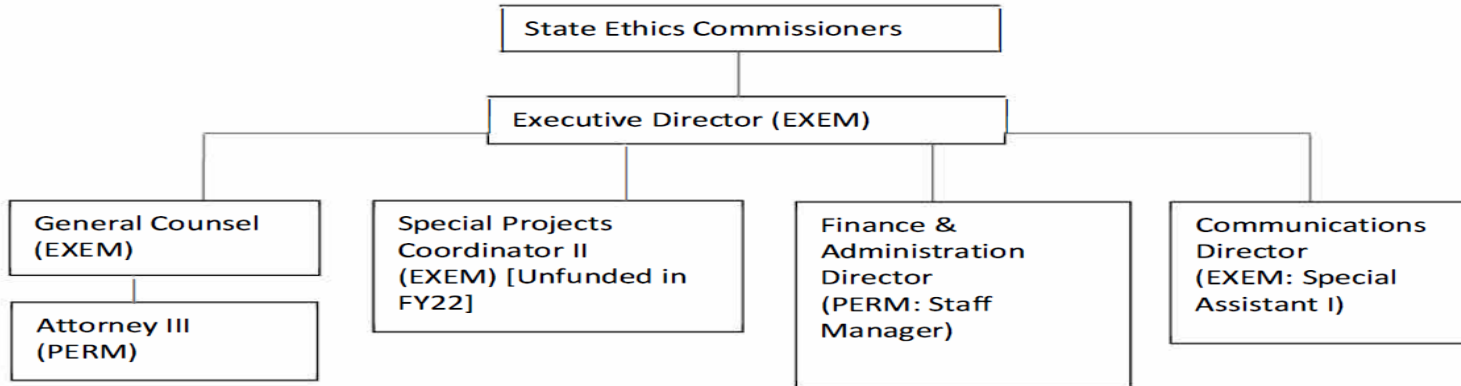 State Ethics Commissioners
Executive Director (EXEM)
General Counsel
(EXEM)
Attorney III
(PERM)
Special Projects
Coordinator II
(EXEM) [Unfunded in
FY22]
Finance &
Administration
Director
(PERM: Staff
Manager)
Communications
Director
(EXEM: Special
Assistant I)